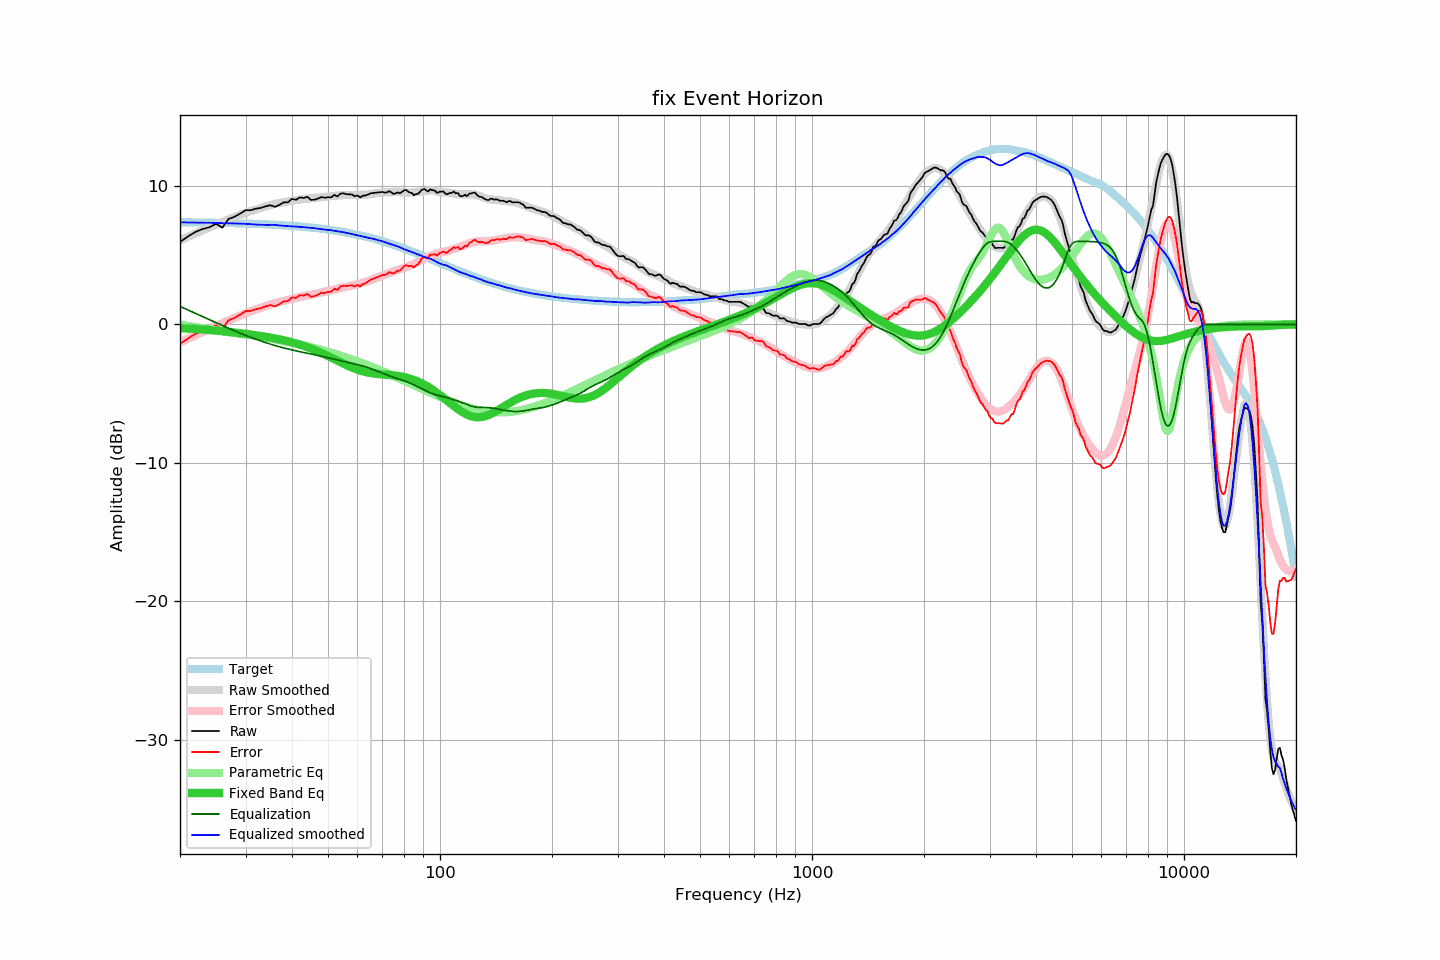 fix Event Horizon
Amplitude (dBr)
10
0
−10
−20
−30
Target
Raw Smoothed
Error Smoothed
Raw
Error
Parametric Eq
Fixed Band Eq
Equalization
Equalized smoothed
100 1000 10000
Frequency (Hz)